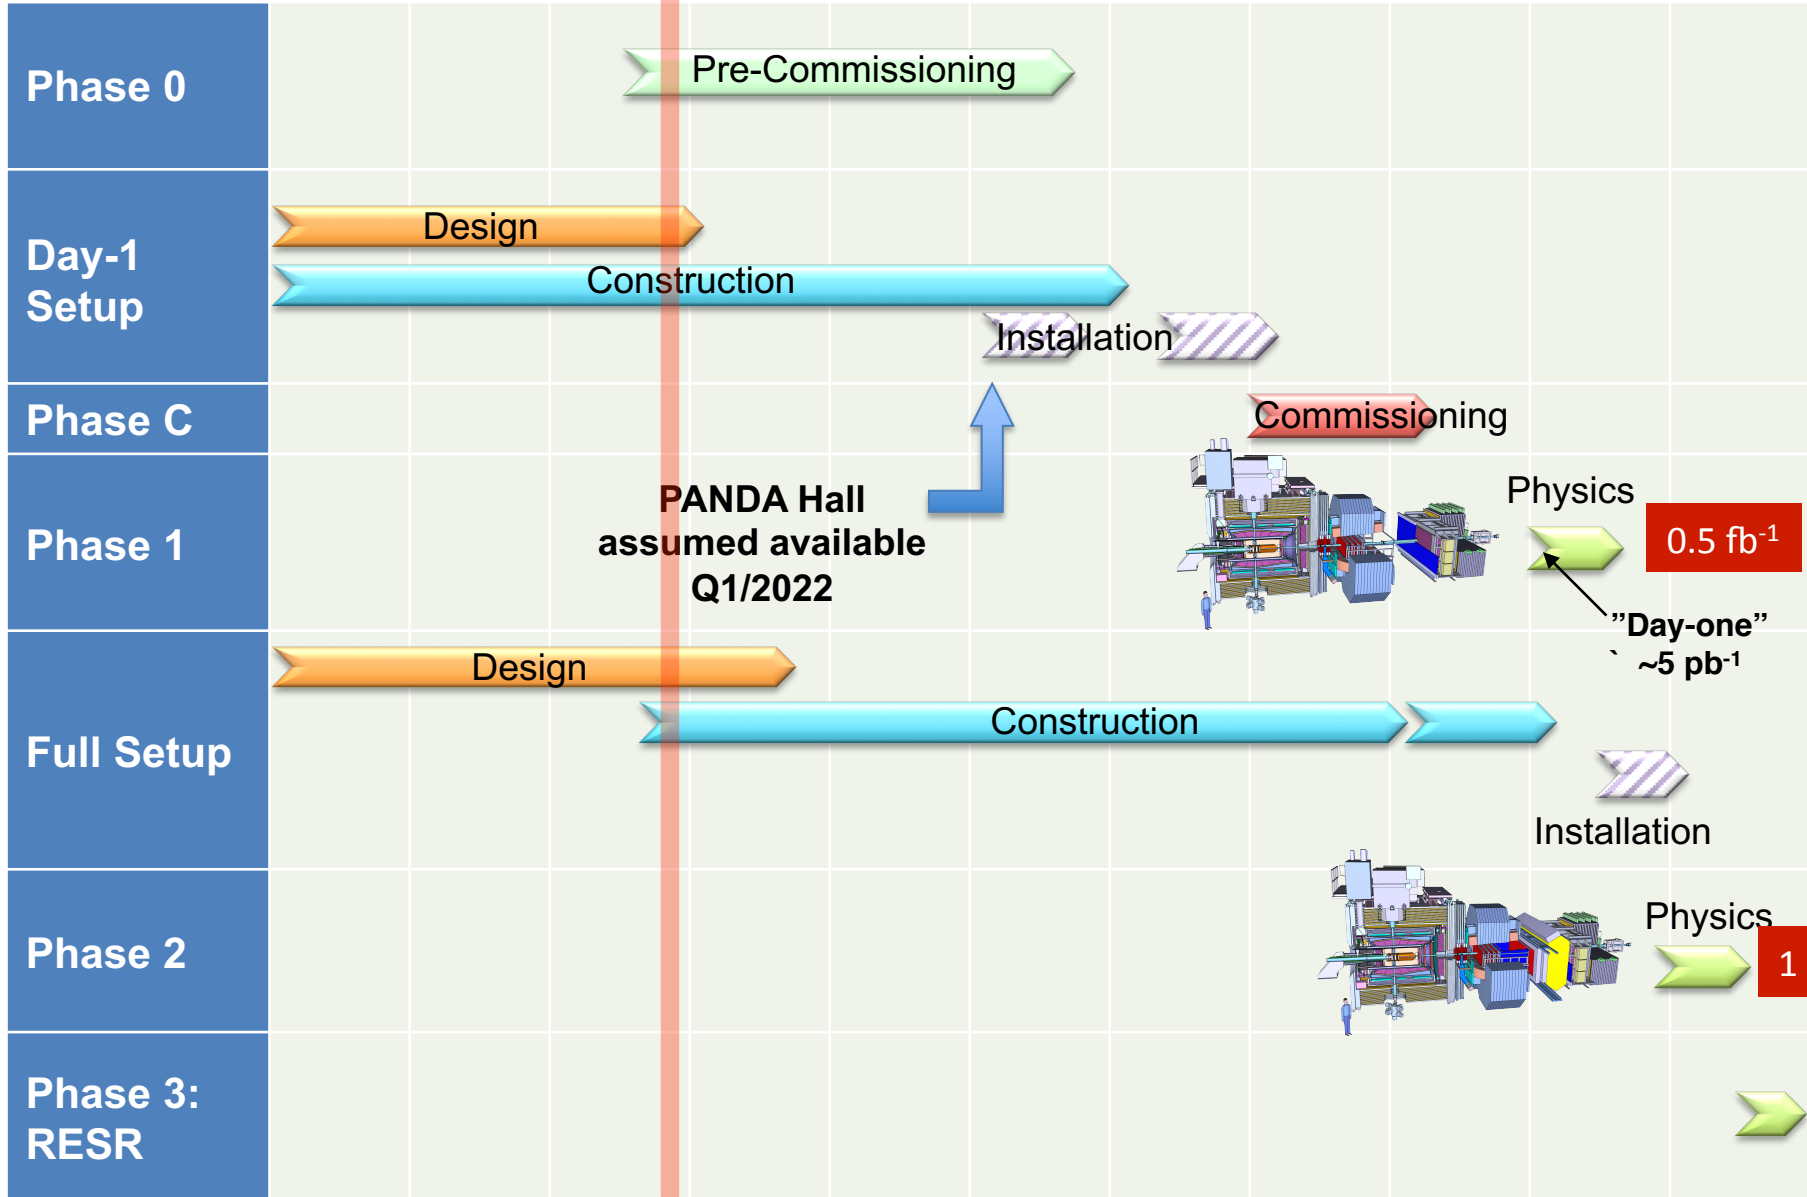 Phase 0
Pre-Commissioning
Day-1
Setup
Design
Construction
Installation
Phase C
Commissioning
Phase 1
PANDA Hall
assumed available
Q1/2022
Physics
0.5 fb⁻¹
”Day-one”
` ~5 pb⁻¹
Full Setup
Design
Construction
Installation
Phase 2
Physics
1
Phase 3:
RESR